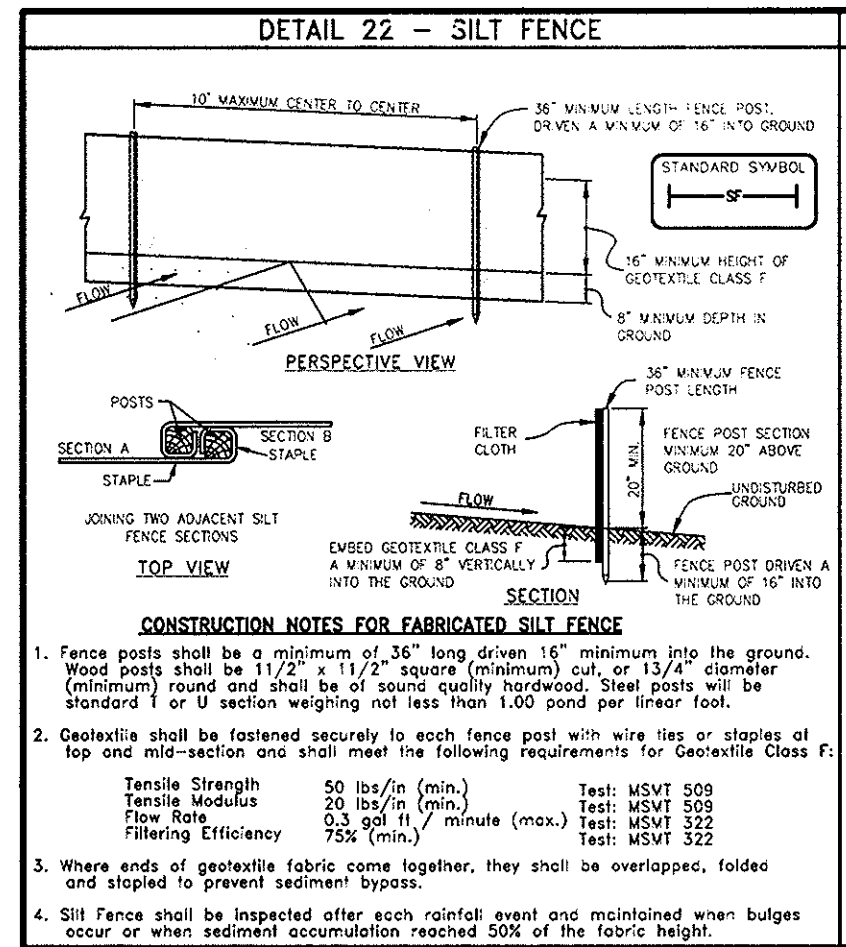 DETAIL 22 – SILT FENCE
10" MAXIMUM CENTER TO CENTER
36" MINIMUM LENGTH FENCE POST,
DRIVEN A MINIMUM OF 16" INTO GROUND
STANDARD SYMBOL
SF
16" MINIMUM HEIGHT OF
GEOTEXTILE CLASS F
8" MINIMUM DEPTH IN
GROUND
FLOW
FLOW
FLOW
PERSPECTIVE VIEW
POSTS
SECTION A
SECTION B
STAPLE
STAPLE
JOINING TWO ADJACENT SILT
FENCE SECTIONS
TOP VIEW
36" MINIMUM FENCE
POST LENGTH
FILTER
CLOTH
20" MIN.
FENCE POST SECTION
MINIMUM 20" ABOVE
GROUND
UNDISTURBED
GROUND
FLOW
EMBED GEOTEXTILE CLASS F
A MINIMUM OF 8" VERTICALLY
INTO THE GROUND
FENCE POST DRIVEN A
MINIMUM OF 16" INTO
THE GROUND
SECTION
CONSTRUCTION NOTES FOR FABRICATED SILT FENCE
1. Fence posts shall be a minimum of 36" long driven 16" minimum into the ground.
Wood posts shall be 11/2" x 11/2" square (minimum) cut, or 13/4" diameter
(minimum) round and shall be of sound quality hardwood. Steel posts will be
standard T or U section weighing not less than 1.00 pond per linear foot.
2. Geotextile shall be fastened securely to each fence post with wire ties or staples at
top and mid-section and shall meet the following requirements for Geotextile Class F:
Tensile Strength 50 lbs/in (min.) Test: MSMT 509
Tensile Modulus 20 lbs/in (min.) Test: MSMT 509
Flow Rate 0.3 gal ft / minute (max.) Test: MSMT 322
Filtering Efficiency 75% (min.) Test: MSMT 322
3. Where ends of geotextile fabric come together, they shall be overlapped, folded
and stapled to prevent sediment bypass.
4. Silt Fence shall be Inspected after each rainfall event and maintained when bulges
occur or when sediment accumulation reached 50% of the fabric height.